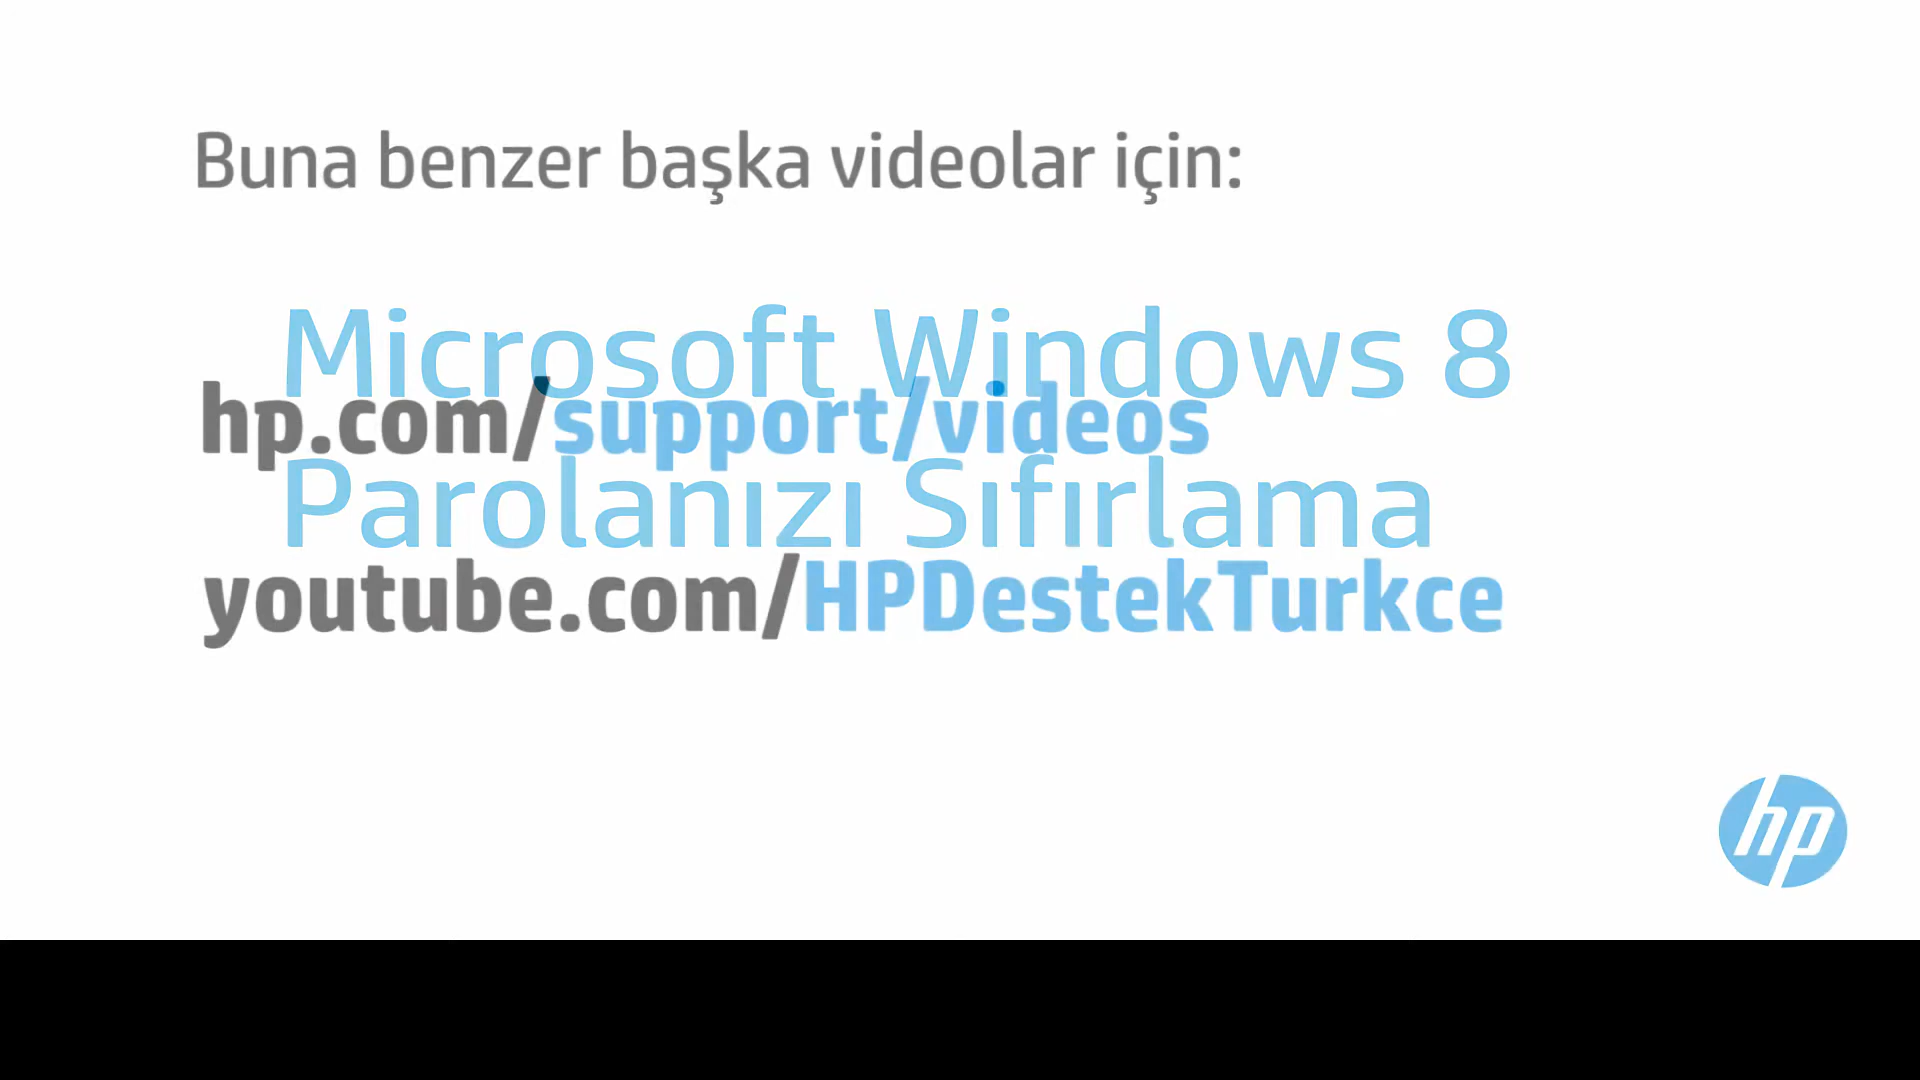 Buna benzer başka videolar için:
Microsoft Windows 8
hp.com/support/videos
Parolanızı Sıfırlama
youtube.com/HPDestekTurkce
hp